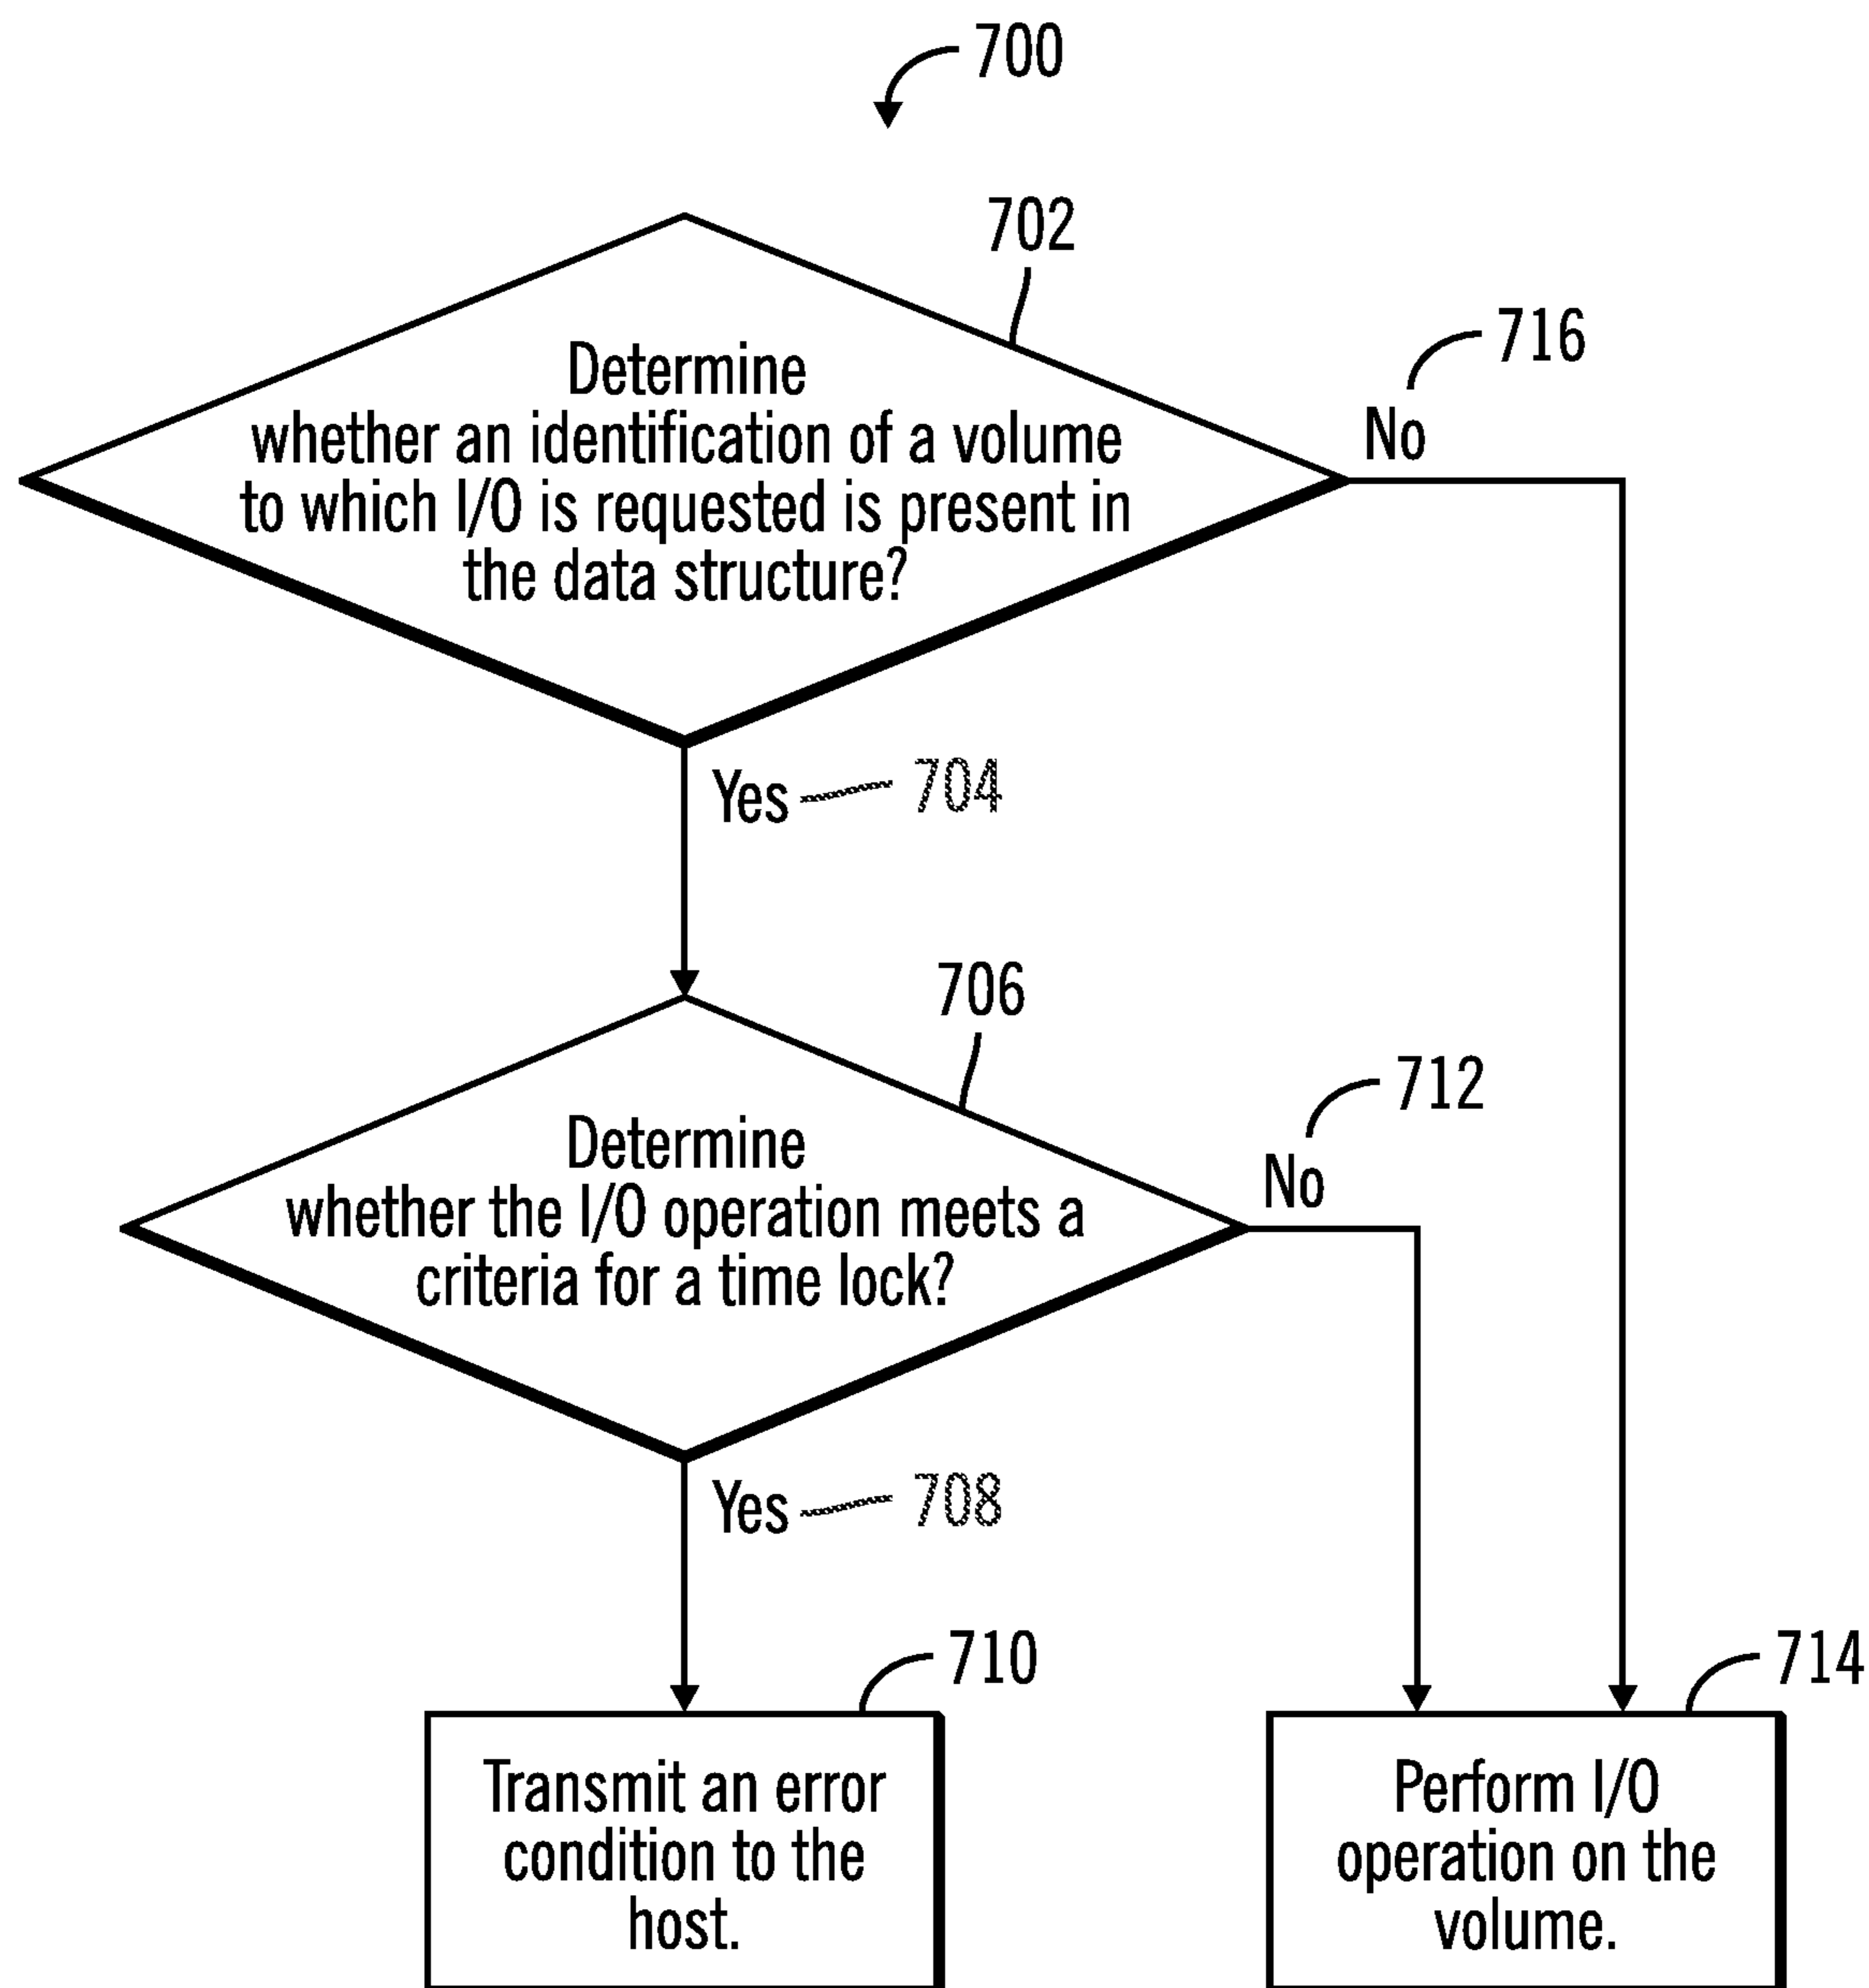 700
702
Determine
whether an identification of a volume
to which I/O is requested is present in
the data structure?
716
No
Yes
704
706
Determine
whether the I/O operation meets a
criteria for a time lock?
712
No
Yes
708
710
Transmit an error
condition to the
host.
714
Perform I/O
operation on the
volume.